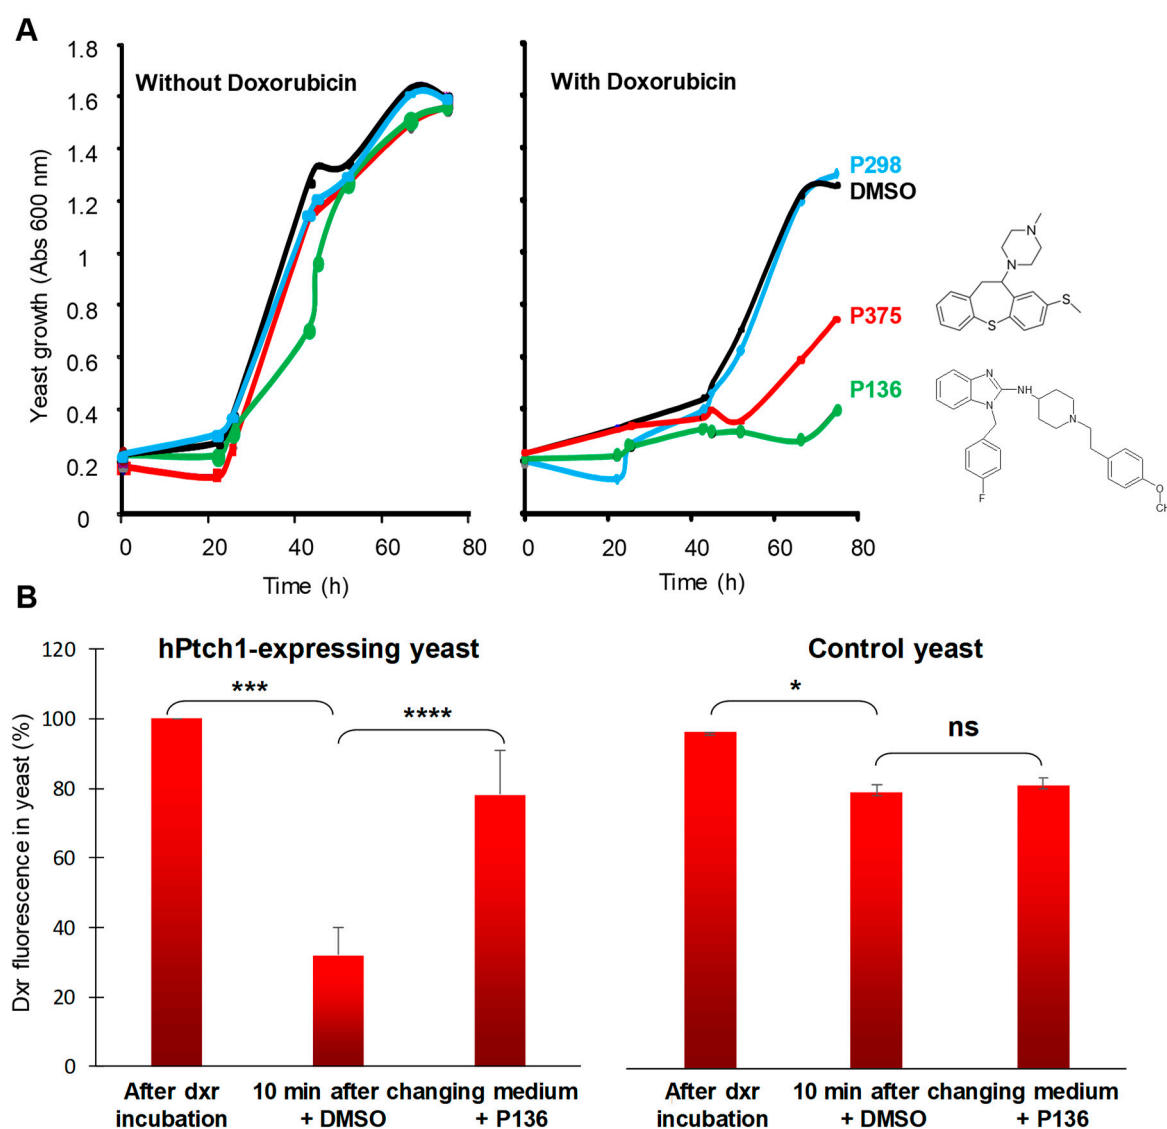 A
Without Doxorubicin
With Doxorubicin
Yeast growth (Abs 600 nm)
1.8
1.6
1.4
1.2
1
0.8
0.6
0.4
0.2
0
0 20 40 60 80
Time (h)
0 20 40 60 80
Time (h)
P298
DMSO
P375
P136
N
N
S
S
N
N
NH
N
F
O
CH
B
hPtch1-expressing yeast
Control yeast
Dxr fluorescence in yeast (%)
120
100
80
60
40
20
0
***
****
*
ns
After dxr
incubation
10 min after changing medium
+ DMSO + P136
After dxr
incubation
10 min after changing medium
+ DMSO + P136